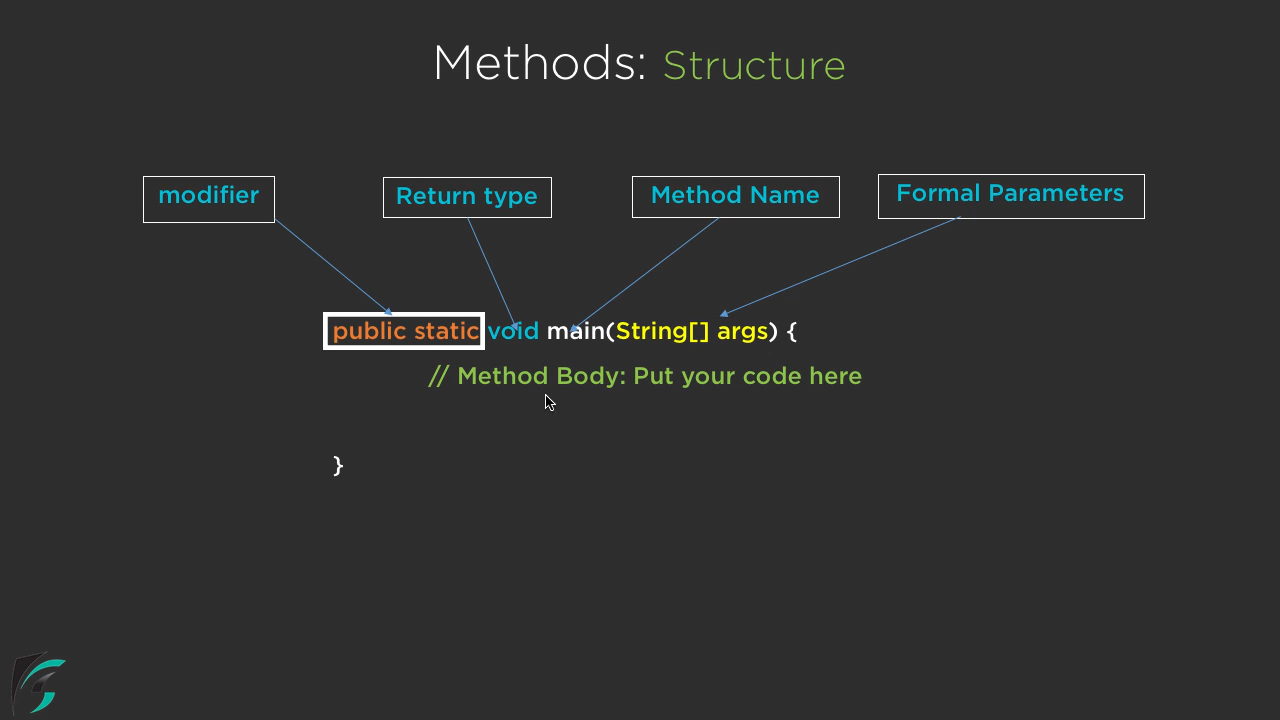 Methods: Structure
modifier
Return type
Method Name
Formal Parameters
public static void main(String[] args) {
// Method Body: Put your code here
}